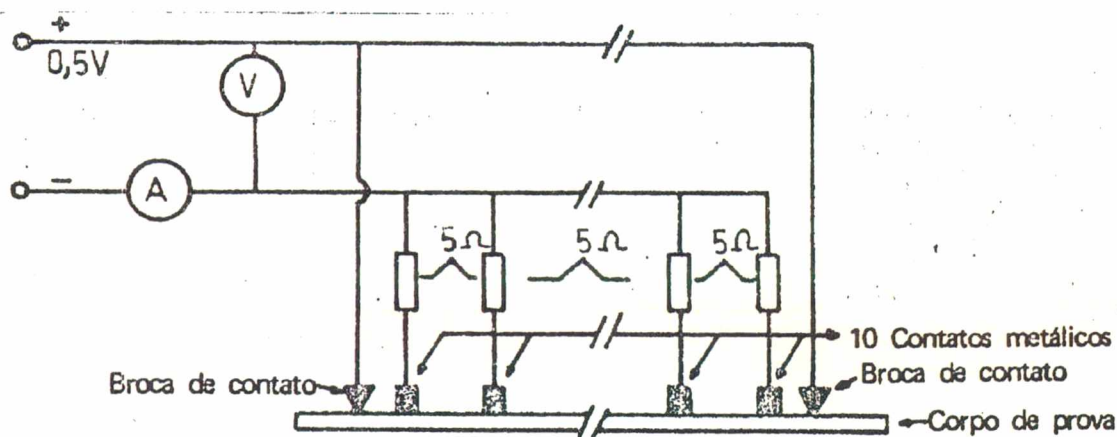 +
0,5V
V
−
A
5Ω 5Ω 5Ω
10 Contatos metálicos
Broca de contato
Broca de contato
Corpo de prova